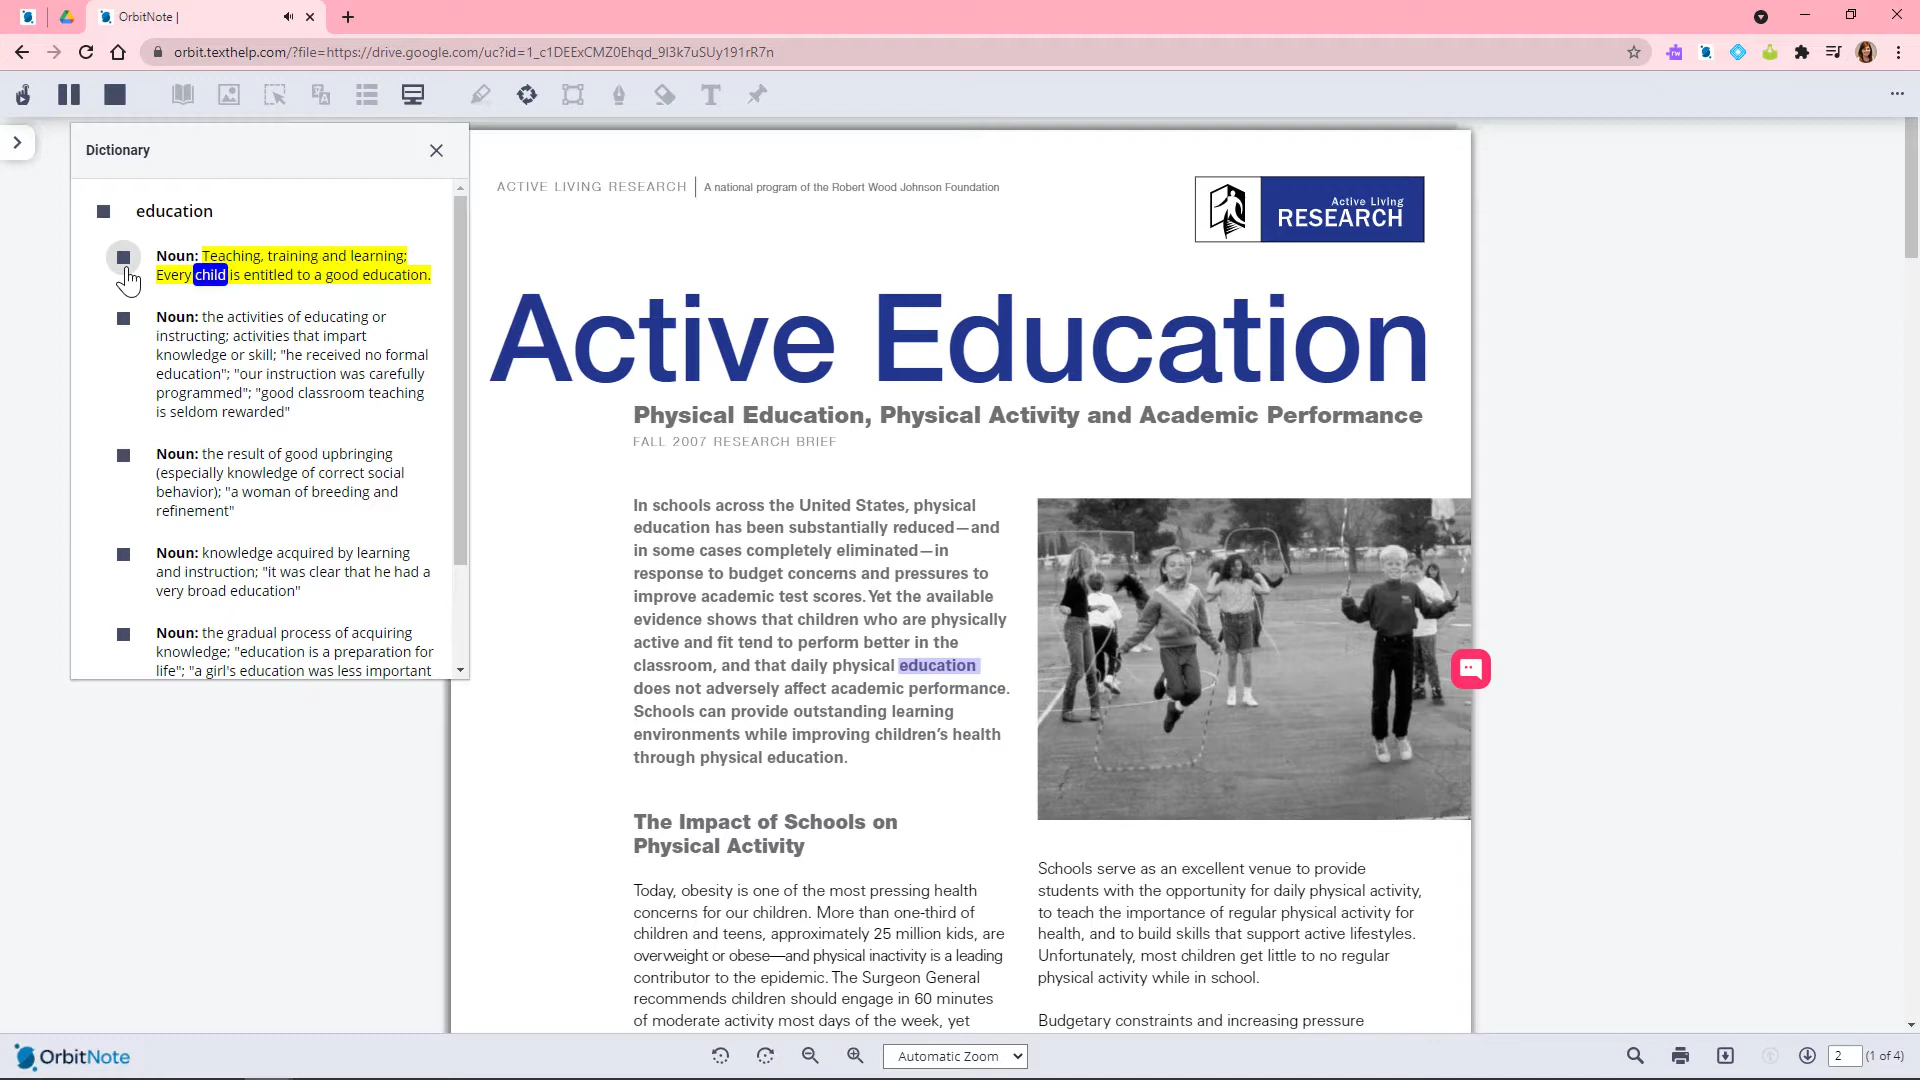 OrbitNote |
orbit.texthelp.com/?file=https://drive.google.com/uc?id=1_c1DEExCMZ0Ehqd_9I3k7uSUy191rR7n
Dictionary
education
Noun: Teaching, training and learning;
Every child is entitled to a good education.
Noun: the activities of educating or
instructing; activities that impart
knowledge or skill; "he received no formal
education"; "our instruction was carefully
programmed"; "good classroom teaching
is seldom rewarded"
Noun: the result of good upbringing
(especially knowledge of correct social
behavior); "a woman of breeding and
refinement"
Noun: knowledge acquired by learning
and instruction; "it was clear that he had a
very broad education"
Noun: the gradual process of acquiring
knowledge; "education is a preparation for
life"; "a girl's education was less important
ACTIVE LIVING RESEARCH | A national program of the Robert Wood Johnson Foundation
Active Living
RESEARCH
Active Education
Physical Education, Physical Activity and Academic Performance
FALL 2007 RESEARCH BRIEF
In schools across the United States, physical
education has been substantially reduced—and
in some cases completely eliminated—in
response to budget concerns and pressures to
improve academic test scores. Yet the available
evidence shows that children who are physically
active and fit tend to perform better in the
classroom, and that daily physical education
does not adversely affect academic performance.
Schools can provide outstanding learning
environments while improving children's health
through physical education.
The Impact of Schools on
Physical Activity
Today, obesity is one of the most pressing health
concerns for our children. More than one-third of
children and teens, approximately 25 million kids, are
overweight or obese—and physical inactivity is a leading
contributor to the epidemic. The Surgeon General
recommends children should engage in 60 minutes
of moderate activity most days of the week, yet
Schools serve as an excellent venue to provide
students with the opportunity for daily physical activity,
to teach the importance of regular physical activity for
health, and to build skills that support active lifestyles.
Unfortunately, most children get little to no regular
physical activity while in school.
Budgetary constraints and increasing pressure
OrbitNote
Automatic Zoom
2 (1 of 4)